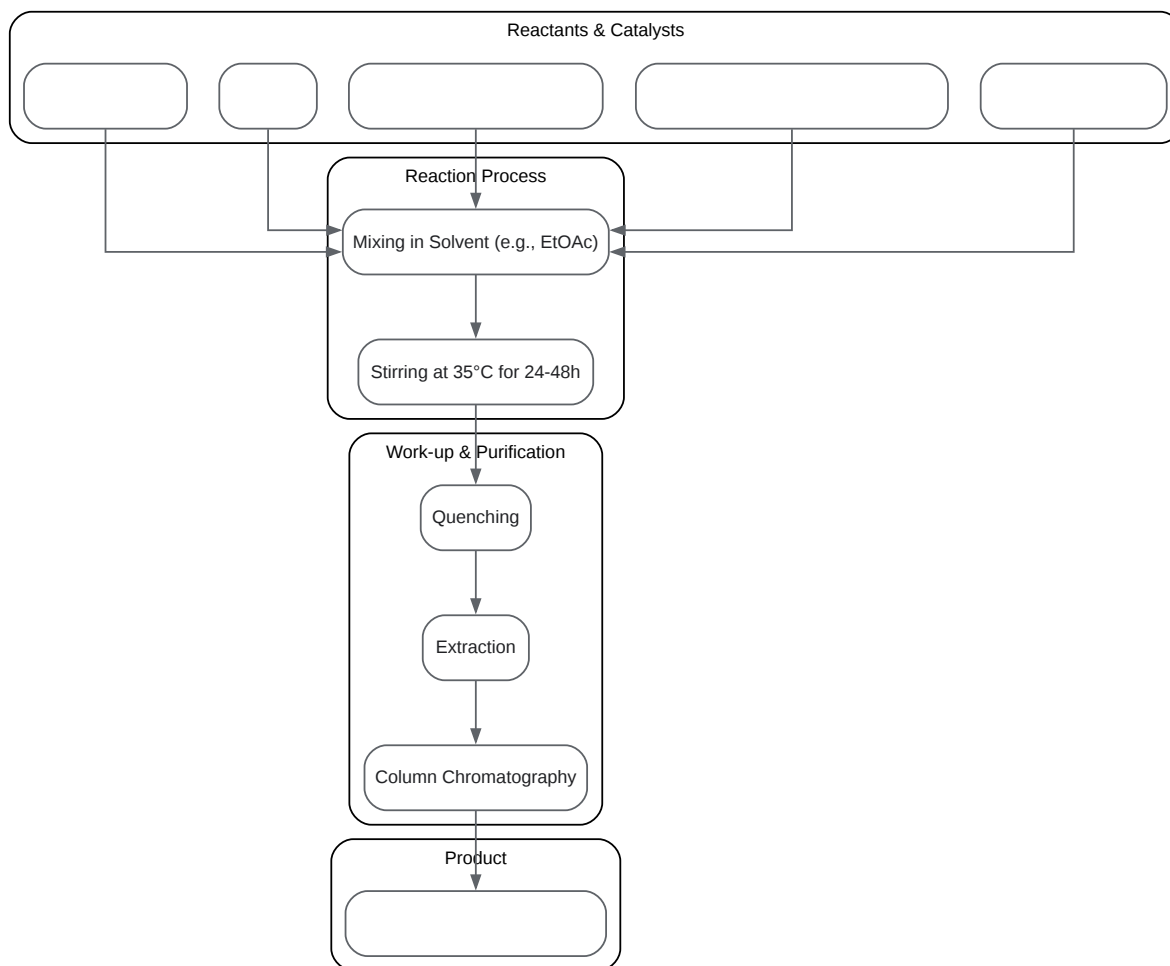 Reactants & Catalysts
Reaction Process
Mixing in Solvent (e.g., EtOAc)
Stirring at 35°C for 24-48h
Work-up & Purification
Quenching
Extraction
Column Chromatography
Product